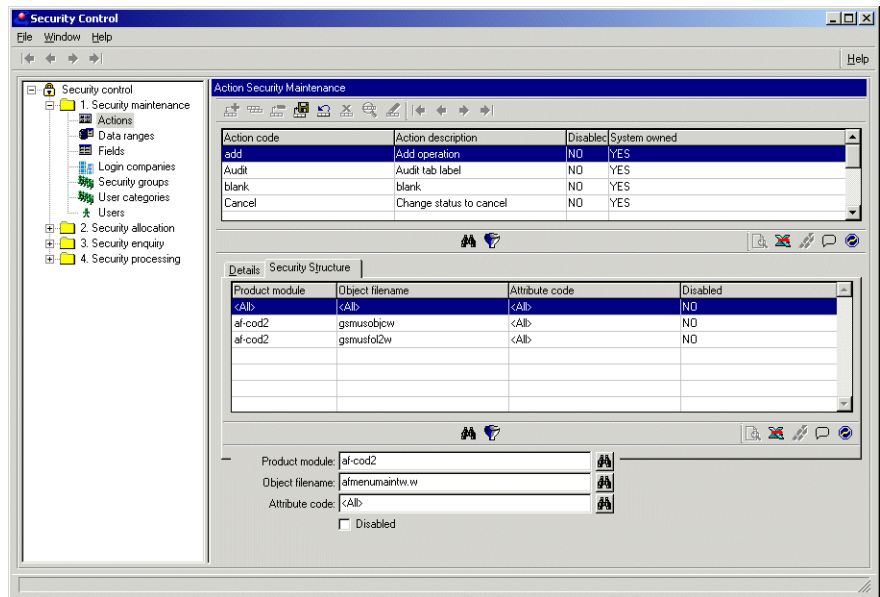 Security Control
File Window Help
Help
Security control
1. Security maintenance
Actions
Data ranges
Fields
Login companies
Security groups
User categories
Users
2. Security allocation
3. Security enquiry
4. Security processing
Action Security Maintenance
Action code Action description Disabled System owned
add Add operation NO YES
Audit Audit tab label NO YES
blank blank NO YES
Cancel Change status to cancel NO YES
Details Security Structure
Product module Object filename Attribute code Disabled
<All> <All> <All> NO
af-cod2 gsmusobjcw <All> NO
af-cod2 gsmusfol2w <All> NO
Product module: af-cod2
Object filename: afmenumaintw.w
Attribute code: <All>
Disabled